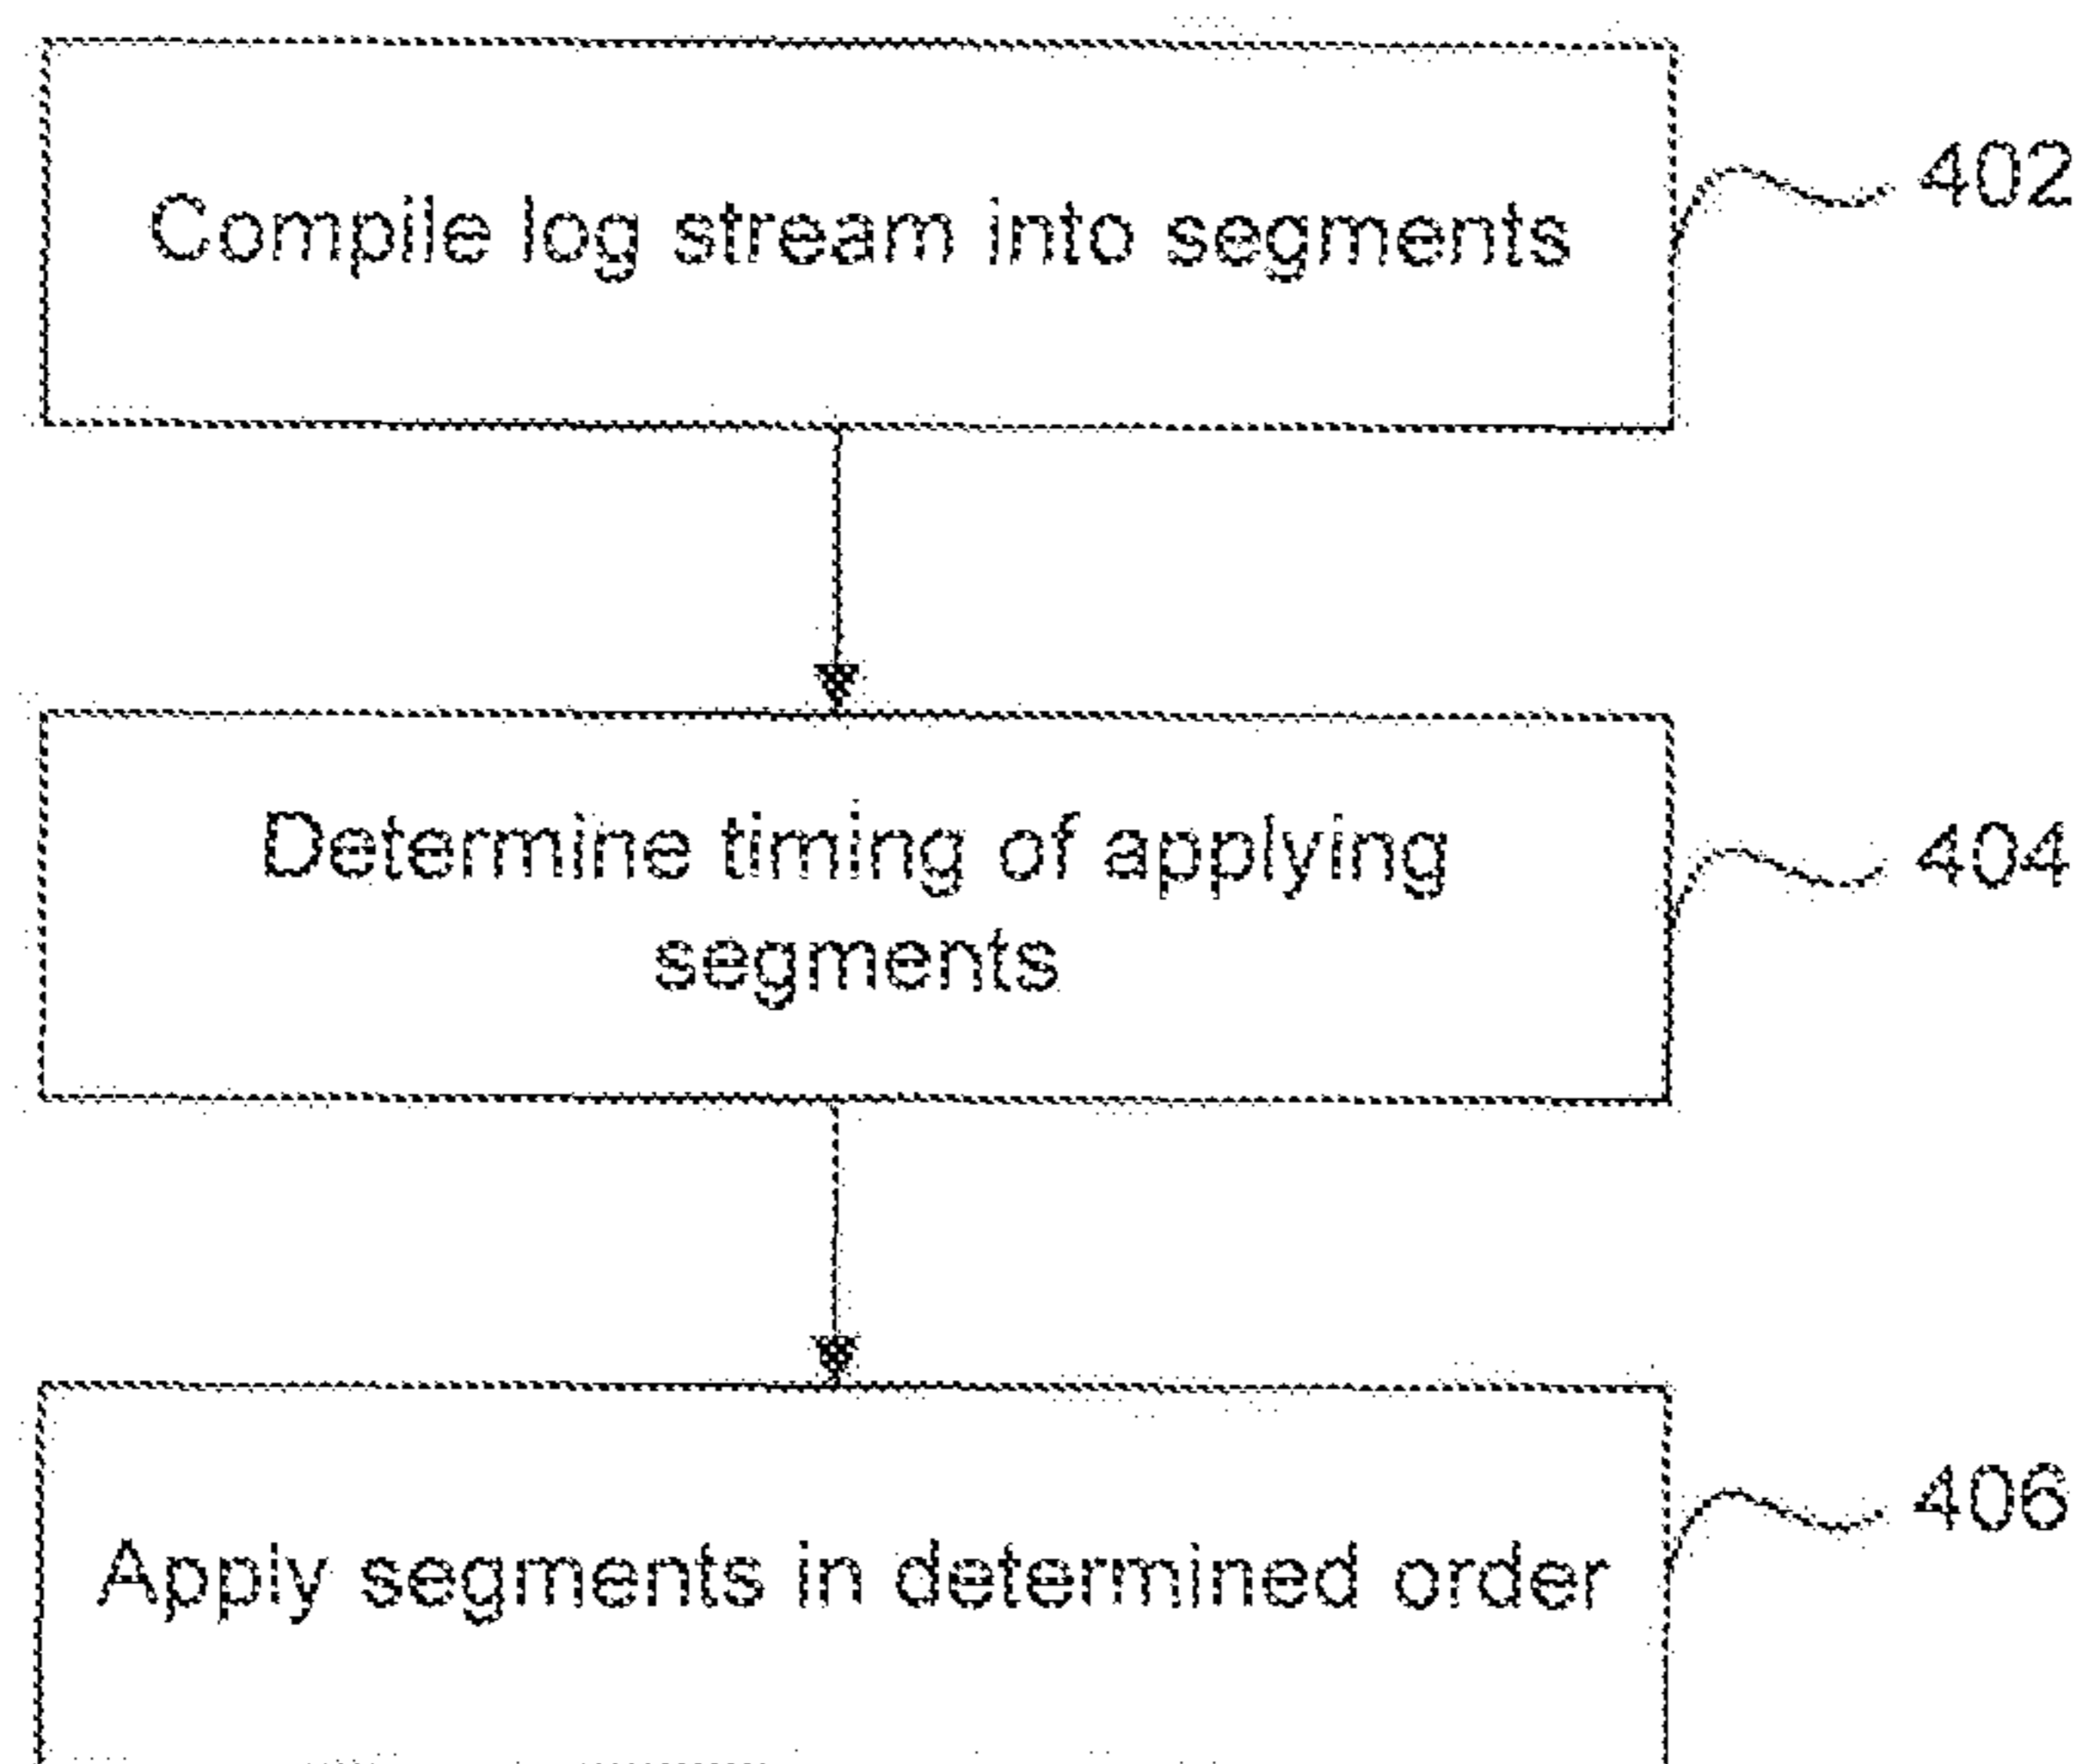 Compile log stream into segments
402
Determine timing of applying
segments
404
Apply segments in determined order
406